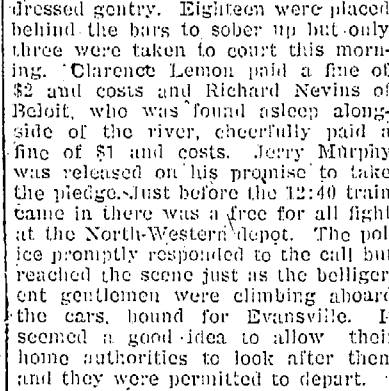 dressed gentry. Eighteen were placed
behind the bars to sober up but only
three were taken to court this morn-
ing. Clarence Lemon paid a fine of
$2 and costs and Richard Nevins of
Beloit, who was found asleep along-
side of the river, cheerfully paid a
fine of $1 and costs. Jerry Murphy
was released on his promise to take
the pledge. Just before the 12:40 train
came in there was a free for all fight
at the North-Western depot. The pol
ice promptly responded to the call but
reached the scene just as the belliger
ent gentlemen were climbing aboard
the cars, bound for Evansville. I
seemed a good idea to allow thei
home authorities to look after them
and they were permitted to depart.